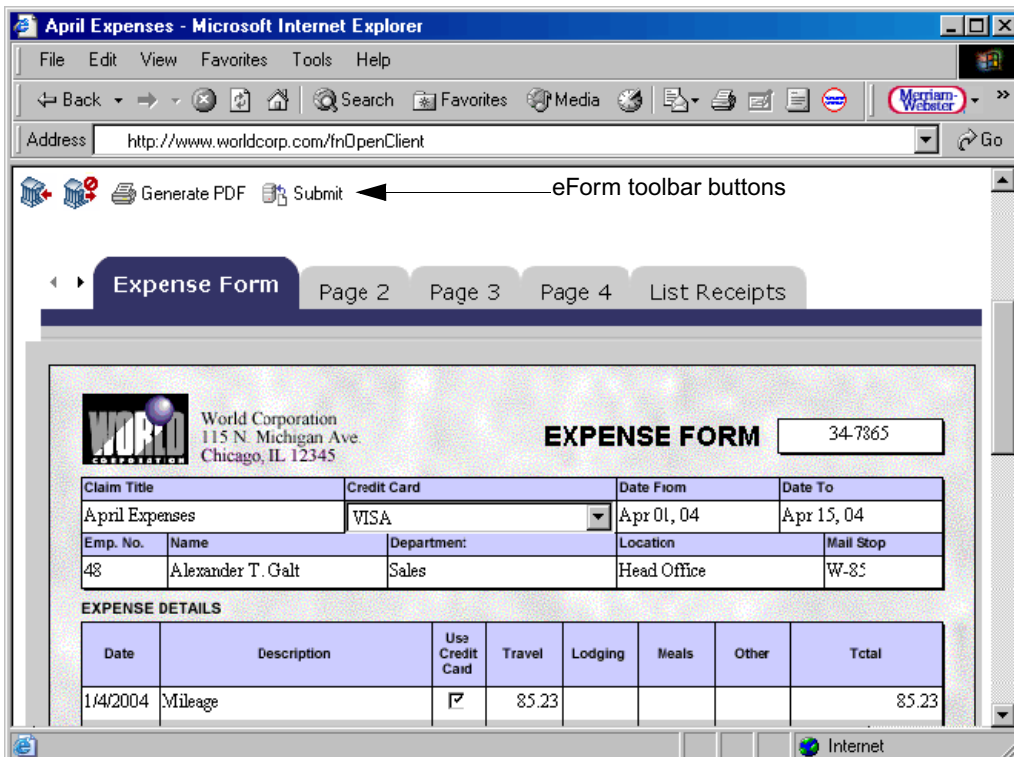 April Expenses - Microsoft Internet Explorer
File Edit View Favorites Tools Help
Back Search Favorites Media Merriam-Webster »
Address http://www.worldcorp.com/fnOpenClient Go
Generate PDF Submit eForm toolbar buttons
Expense Form Page 2 Page 3 Page 4 List Receipts
WORLD CORPORATION
World Corporation
115 N. Michigan Ave.
Chicago, IL 12345
EXPENSE FORM 34-7865
Claim Title Credit Card Date From Date To
April Expenses VISA Apr 01, 04 Apr 15, 04
Emp. No. Name Department Location Mail Stop
48 Alexander T. Galt Sales Head Office W-85
EXPENSE DETAILS
Date Description Use Credit Card Travel Lodging Meals Other Total
1/4/2004 Mileage 85.23 85.23
Internet